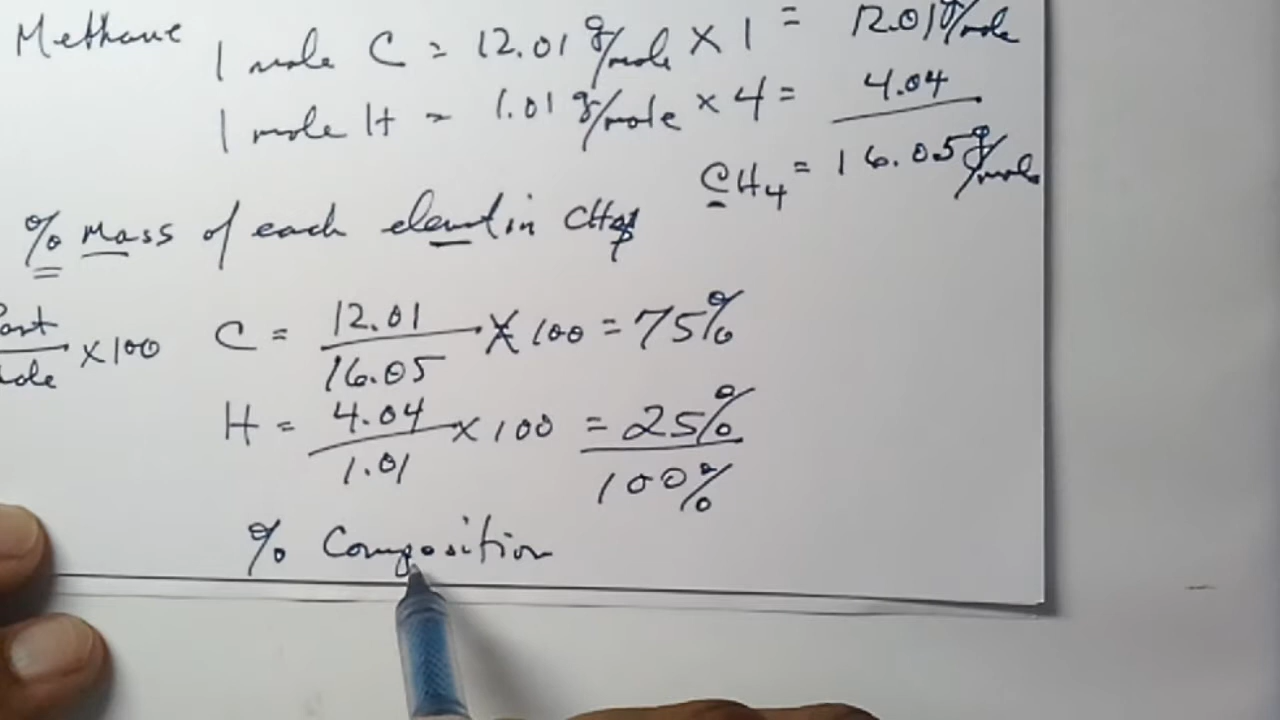 Methane
1 mole C = 12.01 g/mole X 1 = 12.01 g/mole
1 mole H = 1.01 g/mole x 4 = 4.04
CH4 = 16.05 g/mole
% Mass of each element in CH4
C = 12.01 / 16.05 X 100 = 75%
x100
H = 4.04 / 1.01 x 100 = 25%
100%
% Composition